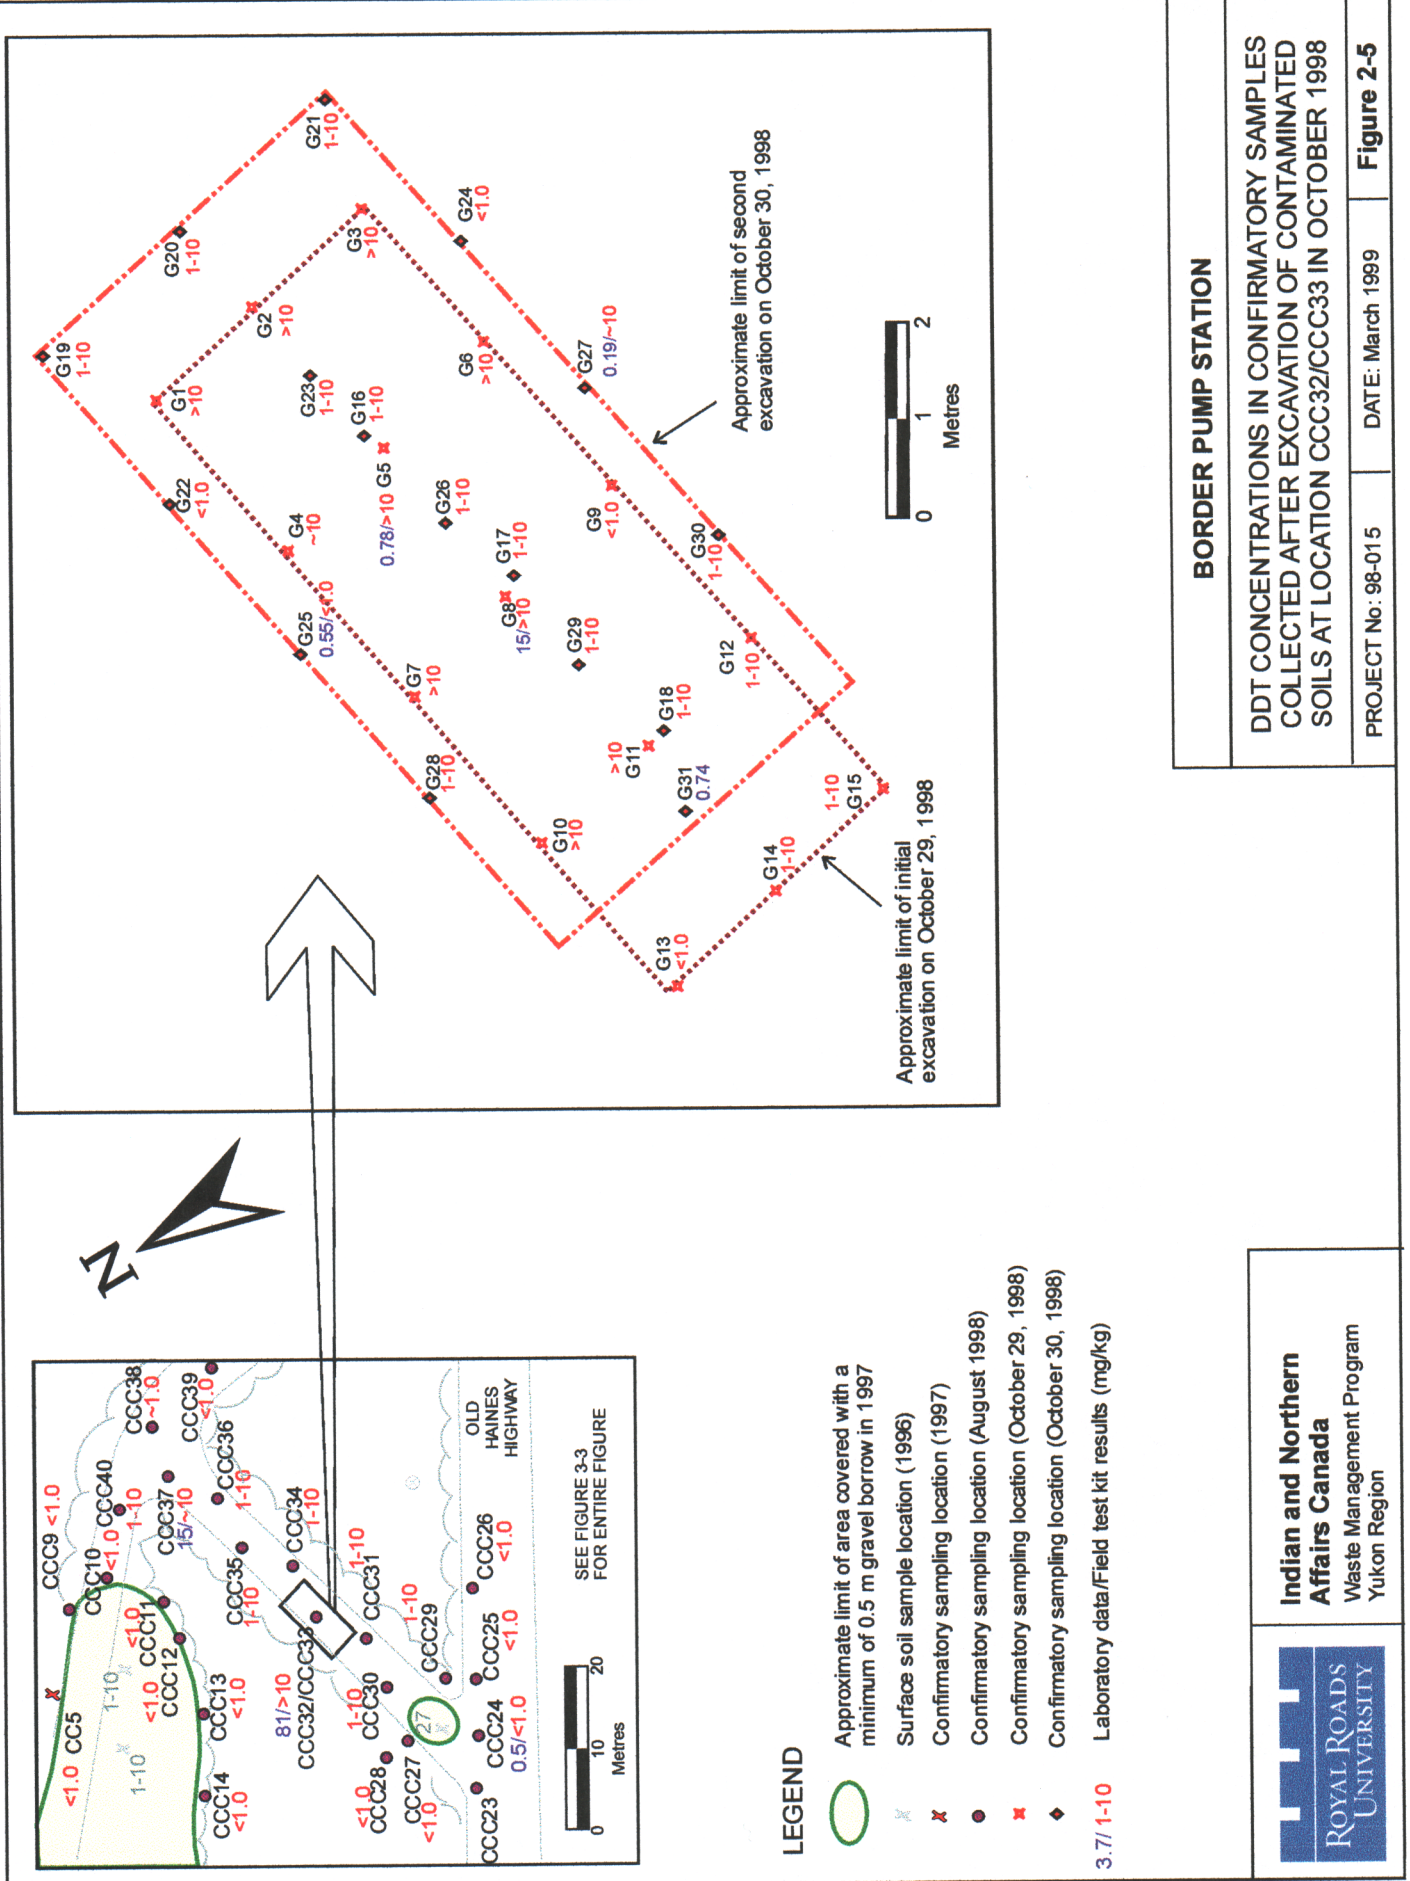 CCC9 <1.0
CCC10
<1.0
CCC40
1-10
CCC38
~1.0
CCC39
<1.0
CCC37
15/~10
CCC36
1-10
CCC35
1-10
CCC34
1-10
<1.0 CC5
1-10
1-10
<1.0
CCC11
<1.0
CCC12
CCC13
<1.0
CCC14
<1.0
81/>10
CCC32/CCC33
CCC31
1-10
1-10
CCC30
1-10
CCC29
<1.0
CCC28
CCC27
<1.0
27
CCC23
CCC24
0.5/<1.0
CCC25
<1.0
CCC26
<1.0
OLD
HAINES
HIGHWAY
0 10 20
Metres
SEE FIGURE 3-3
FOR ENTIRE FIGURE
N
G19
1-10
G20
1-10
G21
1-10
G1
>10
G2
>10
G3
>10
G22
<1.0
G23
1-10
G16
1-10
G24
<1.0
G4
~10
G5
0.78/>10
G6
>10
G25
0.55/<1.0
G26
1-10
G27
0.19/~10
G7
>10
G8
15/>10
G17
1-10
G9
<1.0
G28
1-10
G29
1-10
G30
1-10
G10
>10
>10
G11
G18
1-10
G12
1-10
G31
0.74
G13
<1.0
G14
1-10
1-10
G15
Approximate limit of second
excavation on October 30, 1998
Approximate limit of initial
excavation on October 29, 1998
0 1 2
Metres
LEGEND
Approximate limit of area covered with a
minimum of 0.5 m gravel borrow in 1997
Surface soil sample location (1996)
Confirmatory sampling location (1997)
Confirmatory sampling location (August 1998)
Confirmatory sampling location (October 29, 1998)
Confirmatory sampling location (October 30, 1998)
3.7/ 1-10 Laboratory data/Field test kit results (mg/kg)
ROYAL ROADS
UNIVERSITY
Indian and Northern
Affairs Canada
Waste Management Program
Yukon Region
BORDER PUMP STATION
DDT CONCENTRATIONS IN CONFIRMATORY SAMPLES
COLLECTED AFTER EXCAVATION OF CONTAMINATED
SOILS AT LOCATION CCC32/CCC33 IN OCTOBER 1998
PROJECT No: 98-015
DATE: March 1999
Figure 2-5